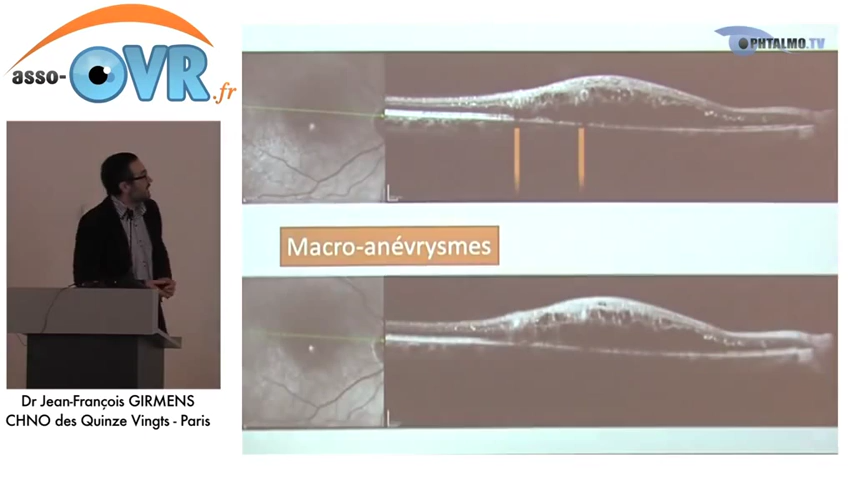 asso-OVR.fr
OPHTALMO.TV
Macro-anévrysmes
Dr Jean-François GIRMENS
CHNO des Quinze Vingts - Paris